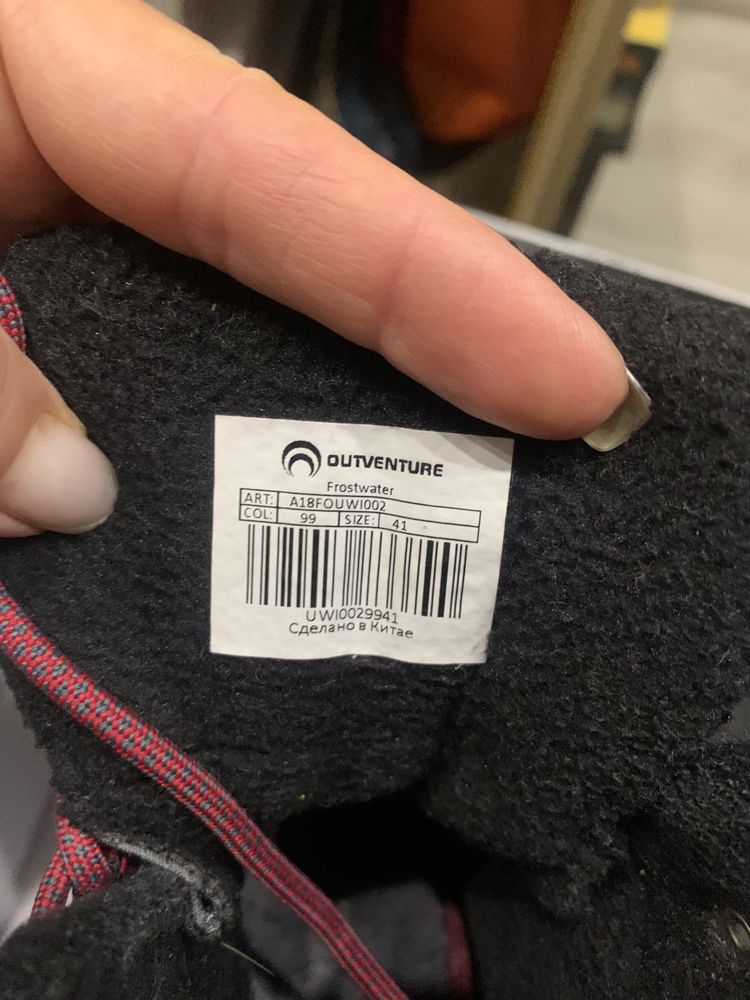 OUTVENTURE
Frostwater
ART: A18FOUWI002
COL: 99 SIZE: 41
UWI0029941
Сделано в Китае